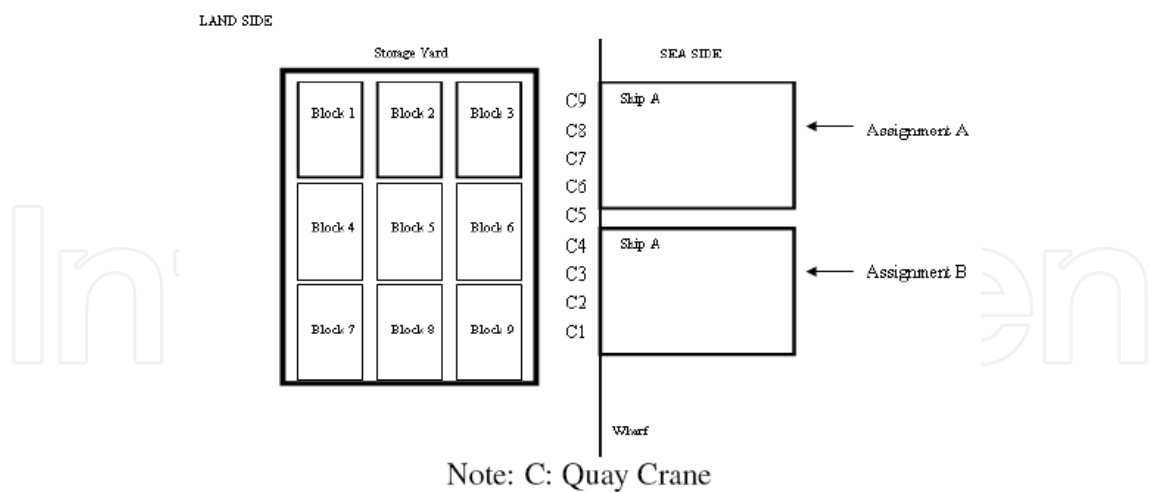 LAND SIDE
Storage Yard
SEA SIDE
Block 1
Block 2
Block 3
Block 4
Block 5
Block 6
Block 7
Block 8
Block 9
C9
C8
C7
C6
C5
C4
C3
C2
C1
Ship A
Assignment A
Ship A
Assignment B
Wharf
Note: C: Quay Crane